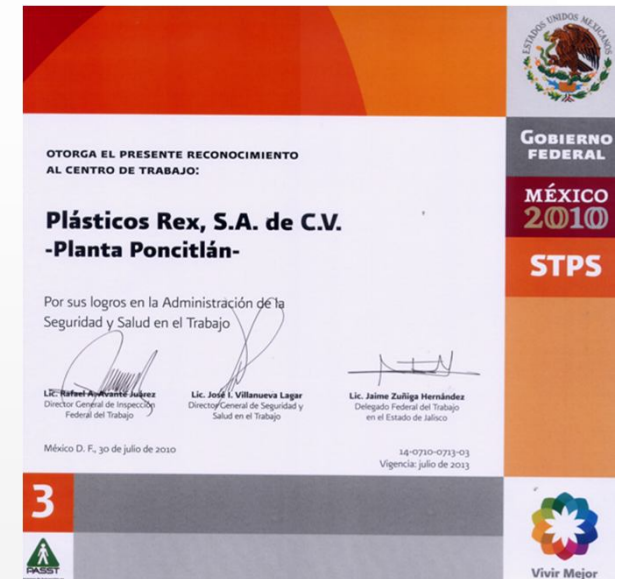 ESTADOS UNIDOS MEXICANOS
GOBIERNO
FEDERAL
MÉXICO
2010
STPS
OTORGA EL PRESENTE RECONOCIMIENTO
AL CENTRO DE TRABAJO:
Plásticos Rex, S.A. de C.V.
-Planta Poncitlán-
Por sus logros en la Administración de la
Seguridad y Salud en el Trabajo
Lic. Rafael A. Avante Juárez
Director General de Inspección
Federal del Trabajo
Lic. José I. Villanueva Lagar
Director General de Seguridad y
Salud en el Trabajo
Lic. Jaime Zuñiga Hernández
Delegado Federal del Trabajo
en el Estado de Jalisco
México D. F., 30 de julio de 2010
14-0710-0713-03
Vigencia: julio de 2013
3
PASST
Vivir Mejor